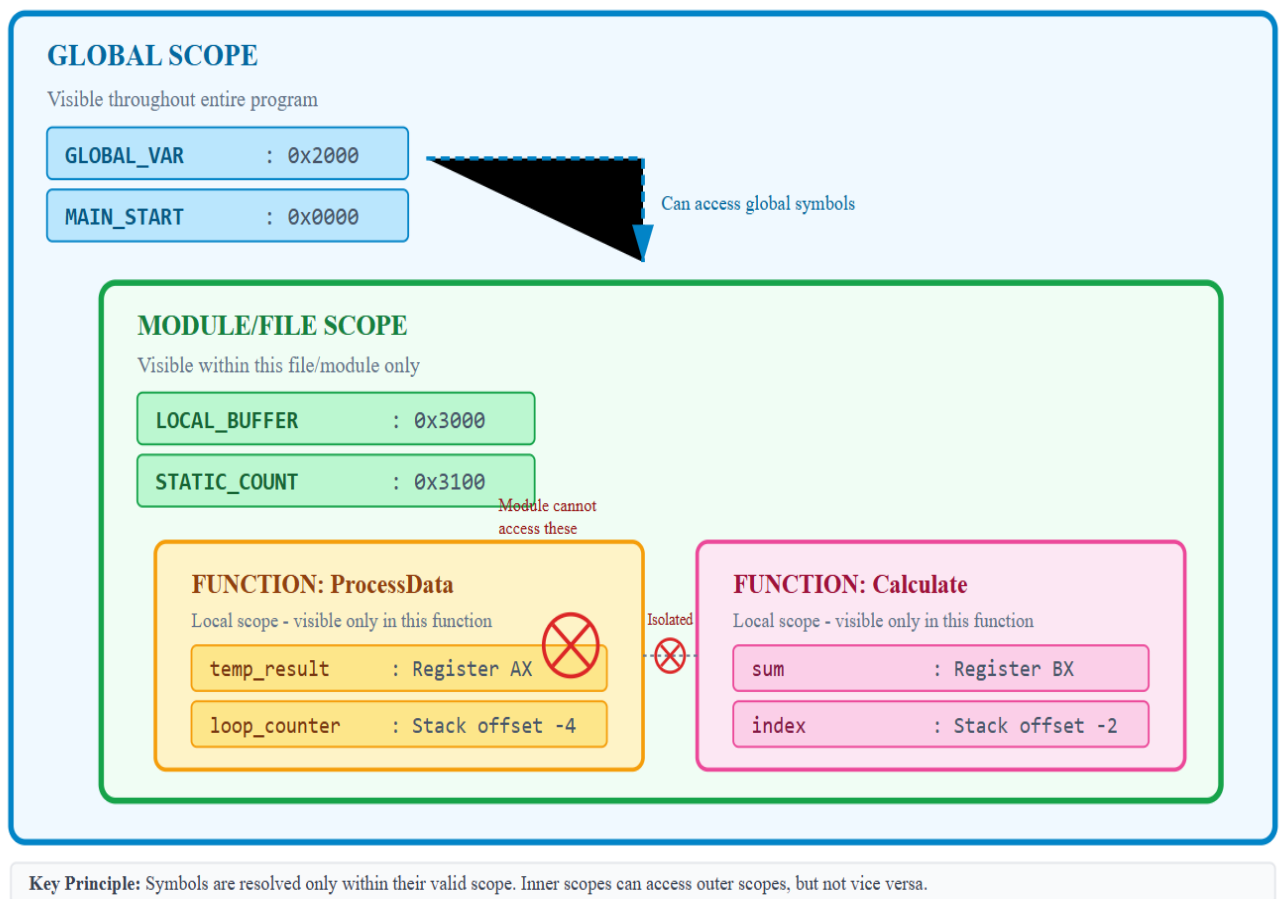 GLOBAL SCOPE
Visible throughout entire program
GLOBAL_VAR : 0x2000
MAIN_START : 0x0000
Can access global symbols
MODULE/FILE SCOPE
Visible within this file/module only
LOCAL_BUFFER : 0x3000
STATIC_COUNT : 0x3100
Module cannot
access these
FUNCTION: ProcessData
Local scope - visible only in this function
temp_result : Register AX
loop_counter : Stack offset -4
Isolated
FUNCTION: Calculate
Local scope - visible only in this function
sum : Register BX
index : Stack offset -2
Key Principle: Symbols are resolved only within their valid scope. Inner scopes can access outer scopes, but not vice versa.